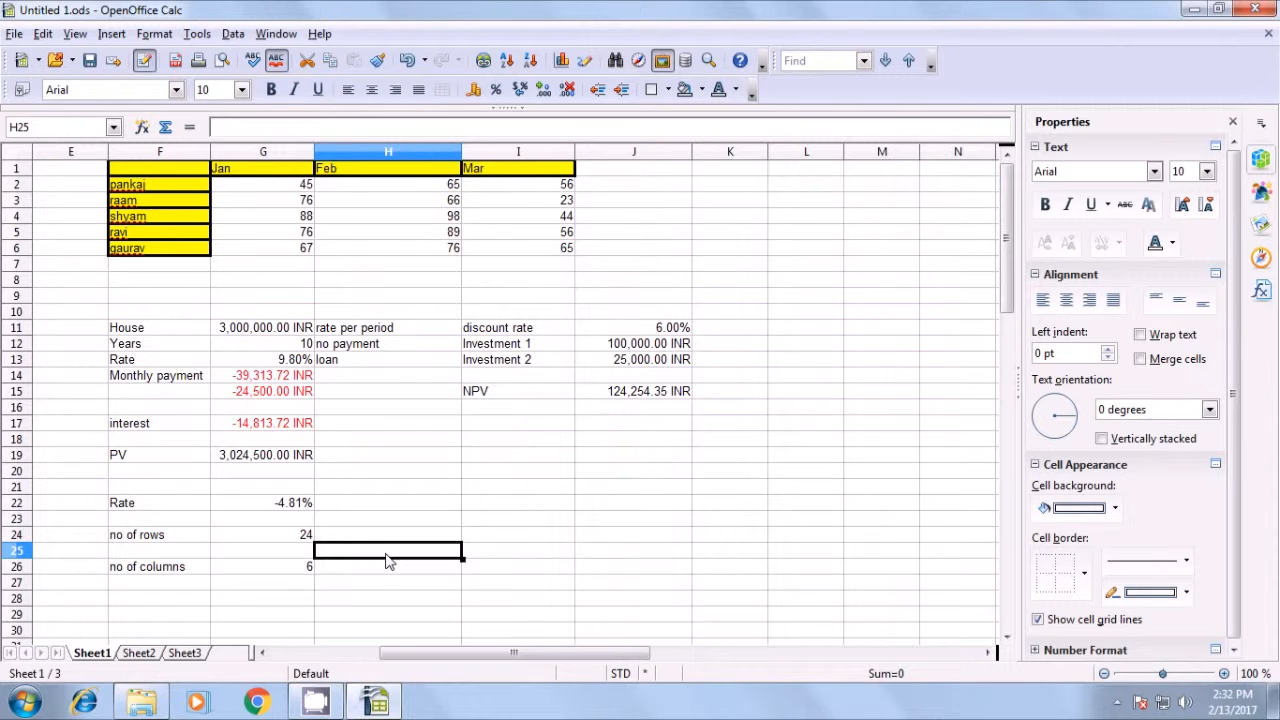 Untitled 1.ods - OpenOffice Calc
File Edit View Insert Format Tools Data Window Help
Find
Arial 10
H25
E F G H I J K L M N
1 Jan Feb Mar
2 pankaj 45 65 56
3 raam 76 66 23
4 shyam 88 98 44
5 ravi 76 89 56
6 gaurav 67 76 65
7
8
9
10
11 House 3,000,000.00 INR rate per period discount rate 6.00%
12 Years 10 no payment Investment 1 100,000.00 INR
13 Rate 9.80% loan Investment 2 25,000.00 INR
14 Monthly payment -39,313.72 INR
15 -24,500.00 INR NPV 124,254.35 INR
16
17 interest -14,813.72 INR
18
19 PV 3,024,500.00 INR
20
21
22 Rate -4.81%
23
24 no of rows 24
25
26 no of columns 6
27
28
29
30
Sheet1 Sheet2 Sheet3
Sheet 1 / 3 Default STD * Sum=0 100 %
Properties
Text
Arial 10
Alignment
Left indent: Wrap text
0 pt Merge cells
Text orientation:
0 degrees
Vertically stacked
Cell Appearance
Cell background:
Cell border:
Show cell grid lines
Number Format
2:32 PM
2/13/2017